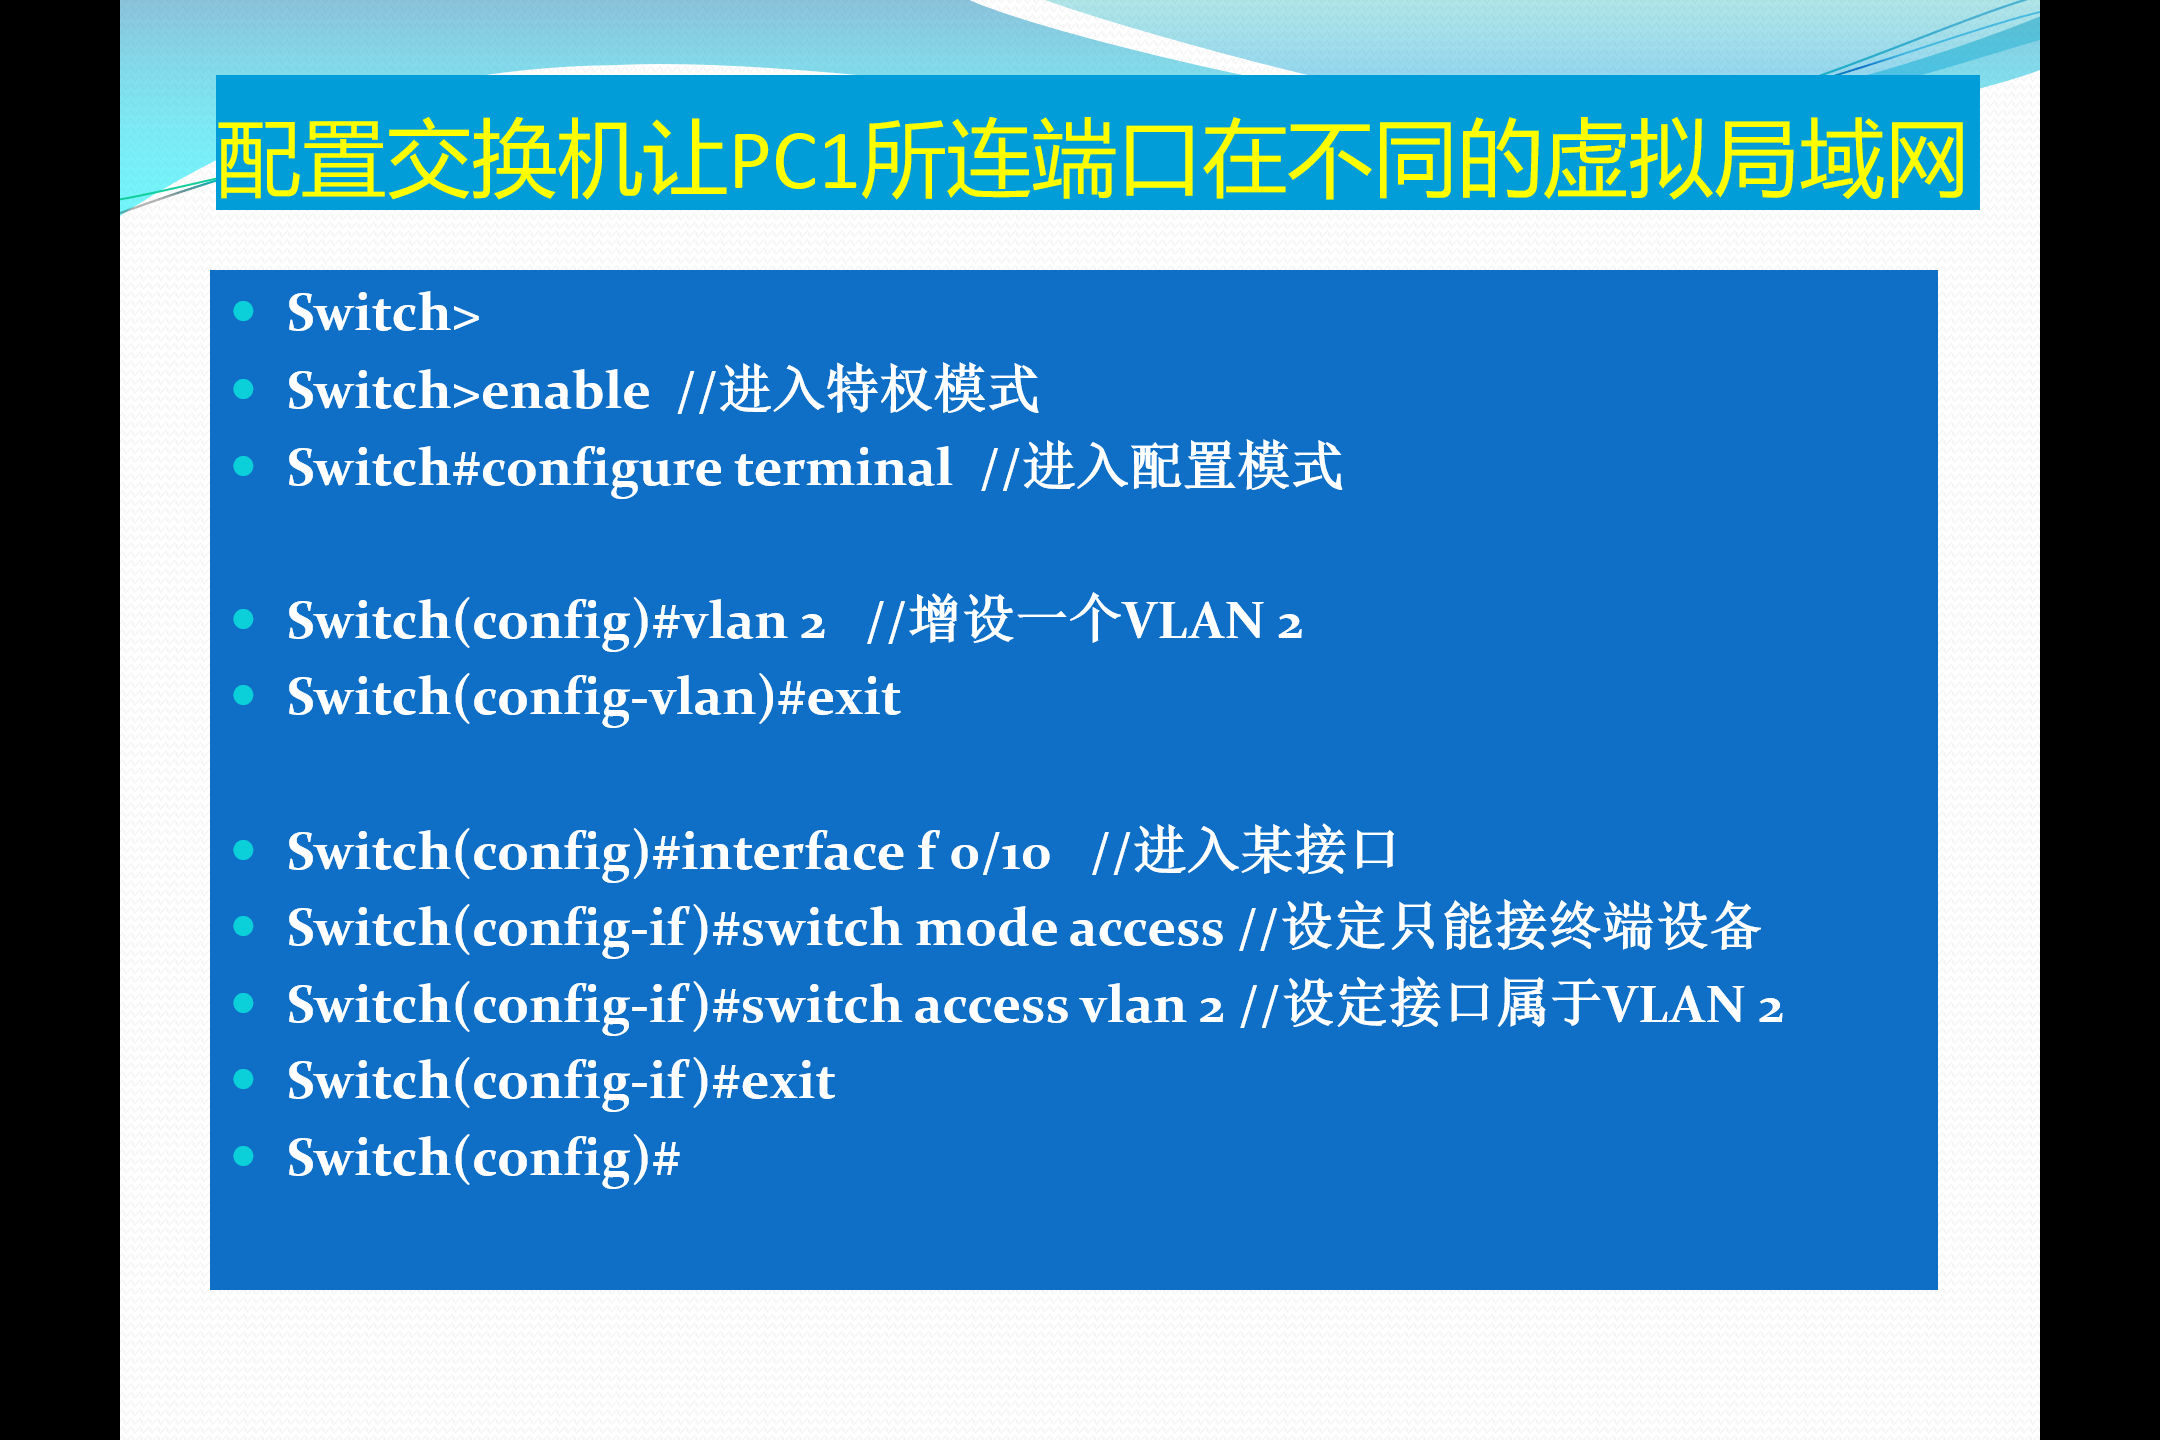 配置交换机让PC1所连端口在不同的虚拟局域网
Switch>
Switch>enable //进入特权模式
Switch#configure terminal //进入配置模式
Switch(config)#vlan 2 //增设一个VLAN 2
Switch(config-vlan)#exit
Switch(config)#interface f 0/10 //进入某接口
Switch(config-if)#switch mode access //设定只能接终端设备
Switch(config-if)#switch access vlan 2 //设定接口属于VLAN 2
Switch(config-if)#exit
Switch(config)#